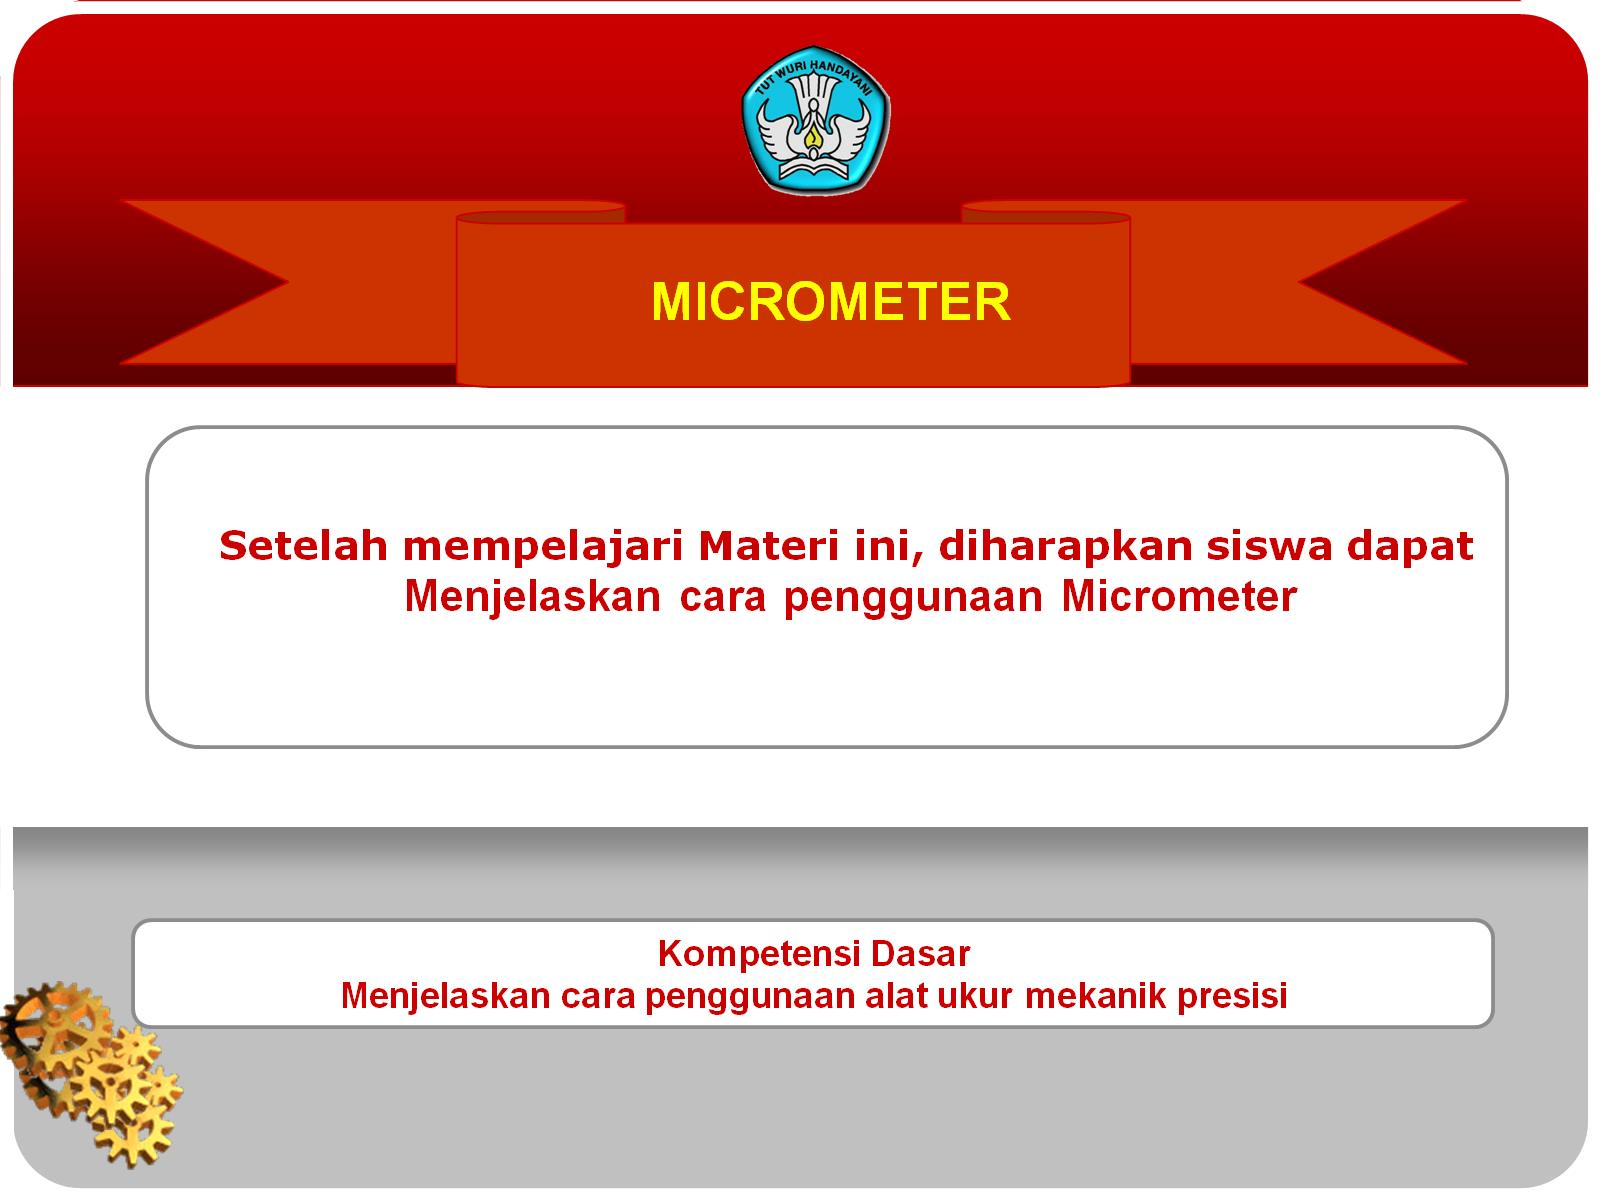 TUT WURI HANDAYANI
MICROMETER
Setelah mempelajari Materi ini, diharapkan siswa dapat
Menjelaskan cara penggunaan Micrometer
Kompetensi Dasar
Menjelaskan cara penggunaan alat ukur mekanik presisi